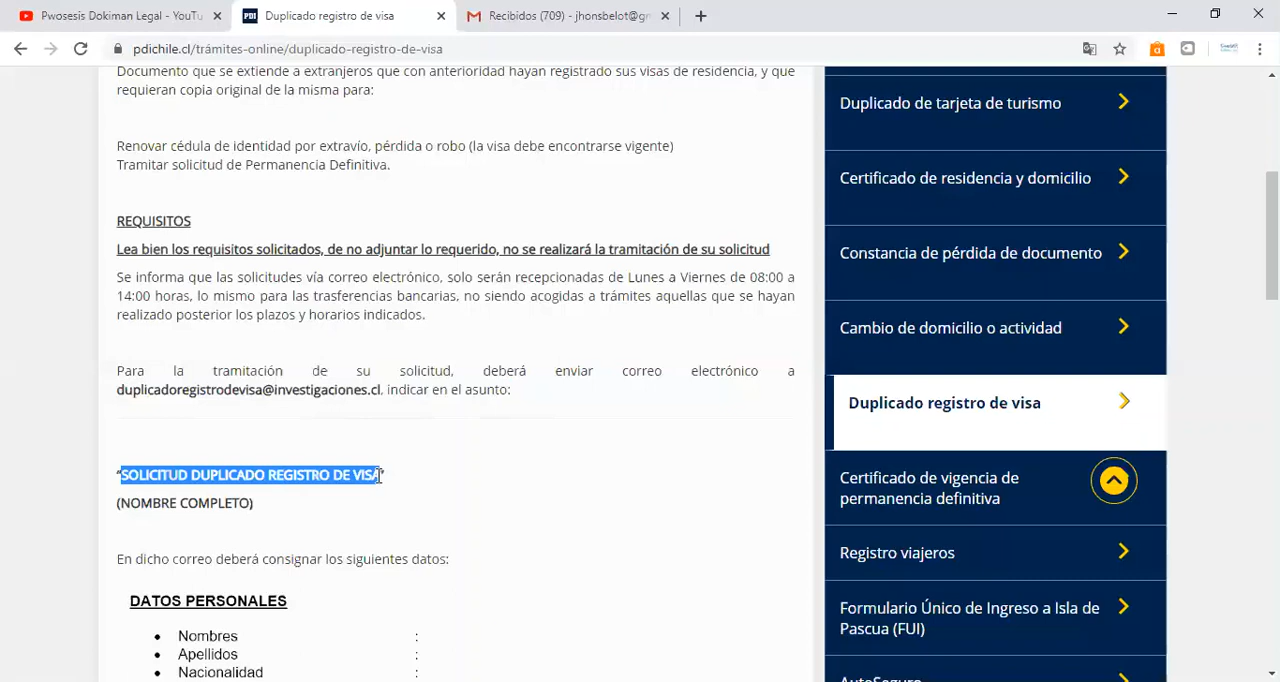 Pwosesís Dokiman Legal - YouTu
PDI Duplicado registro de visa
Recibidos (709) - jhonsbelot@gm
pdichile.cl/trámites-online/duplicado-registro-de-visa
Documento que se extiende a extranjeros que con anterioridad hayan registrado sus visas de residencia, y que
requieran copia original de la misma para:
Renovar cédula de identidad por extravío, pérdida o robo (la visa debe encontrarse vigente)
Tramitar solicitud de Permanencia Definitiva.
REQUISITOS
Lea bien los requisitos solicitados, de no adjuntar lo requerido, no se realizará la tramitación de su solicitud
Se informa que las solicitudes vía correo electrónico, solo serán recepcionadas de Lunes a Viernes de 08:00 a
14:00 horas, lo mismo para las trasferencias bancarias, no siendo acogidas a trámites aquellas que se hayan
realizado posterior los plazos y horarios indicados.
Para la tramitación de su solicitud, deberá enviar correo electrónico a
duplicadoregistrodevisa@investigaciones.cl, indicar en el asunto:
“SOLICITUD DUPLICADO REGISTRO DE VISA”
(NOMBRE COMPLETO)
En dicho correo deberá consignar los siguientes datos:
DATOS PERSONALES
• Nombres :
• Apellidos :
• Nacionalidad :
Duplicado de tarjeta de turismo
Certificado de residencia y domicilio
Constancia de pérdida de documento
Cambio de domicilio o actividad
Duplicado registro de visa
Certificado de vigencia de
permanencia definitiva
Registro viajeros
Formulario Único de Ingreso a Isla de
Pascua (FUI)
AutoSeguro